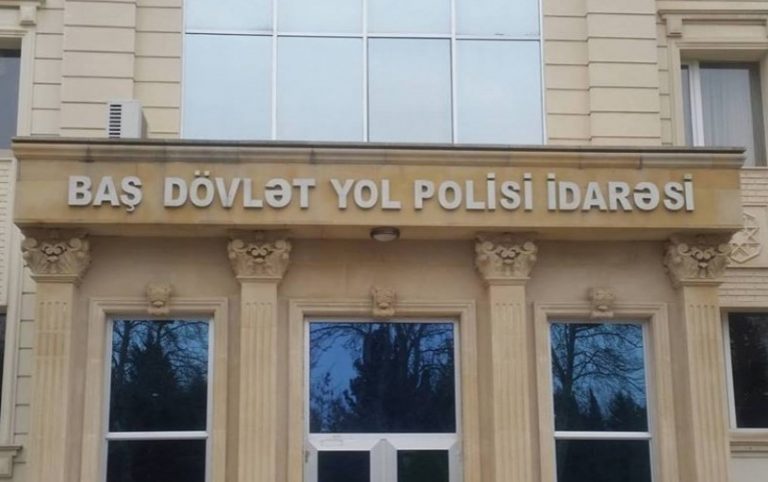 BAŞ DÖVLƏT YOL POLİSİ İDARƏSİ